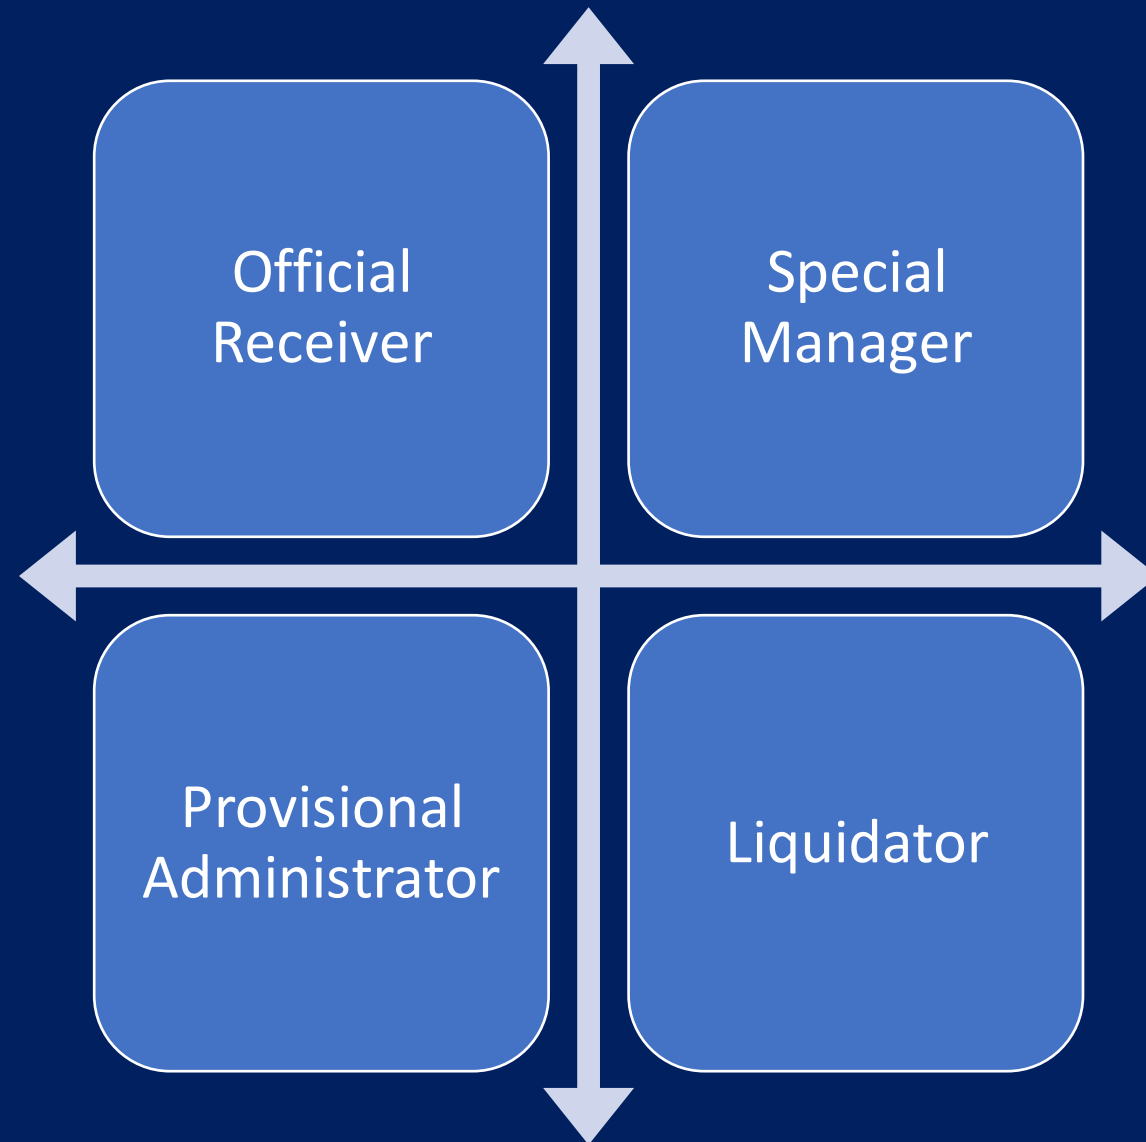 Official
Receiver
Special
Manager
Provisional
Administrator
Liquidator